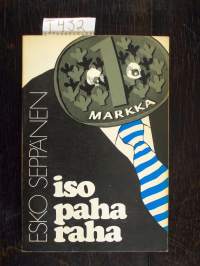 T432
1
MARKKA
ESKO SEPPÄNEN
iso
paha
raha